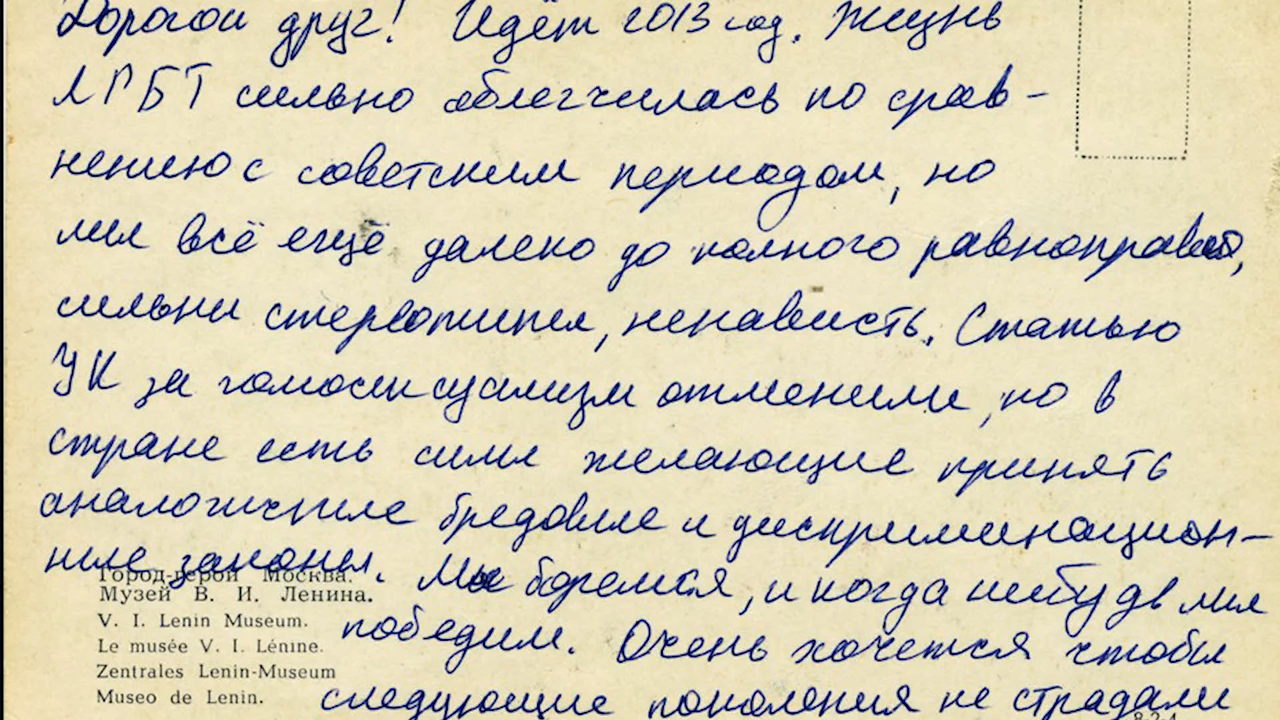 Дорогой друг! Идёт 2013 год. Жизнь
ЛГБТ сильно облегчилась по срав-
нению с советским периодом, но
мы всё ещё далеко до полного равноправия,
сильны стереотипы, ненависть. Статью
УК за гомосексуализм отменили, но в
стране есть силы желающие принять
аналогичные бредовые и дискриминацион-
ные законы. Мы боремся, и когда нибудь мы
победим. Очень хочется чтобы
следующие поколения не страдали
Город-герой Москва.
Музей В. И. Ленина.
V. I. Lenin Museum.
Le musée V. I. Lénine.
Zentrales Lenin-Museum
Museo de Lenin.